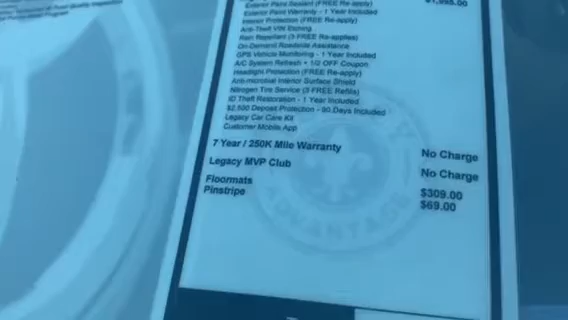 Exterior Paint Sealant (FREE Re-apply) $1,995.00
Exterior Paint Warranty - 1 Year Included
Interior Protection (FREE Re-apply)
Anti-Theft VIN Etching
Rain Repellant (3 FREE Re-applies)
On-Demand Roadside Assistance
GPS Vehicle Monitoring - 1 Year Included
A/C System Refresh + 1/2 OFF Coupon
Headlight Protection (FREE Re-apply)
Anti-microbial Interior Surface Shield
Nitrogen Tire Service (3 FREE Refills)
ID Theft Restoration - 1 Year Included
$2,500 Deposit Protection - 90 Days Included
Legacy Car Care Kit
Customer Mobile App
7 Year / 250K Mile Warranty No Charge
Legacy MVP Club No Charge
Floormats $309.00
Pinstripe $69.00
ADVANTAGE